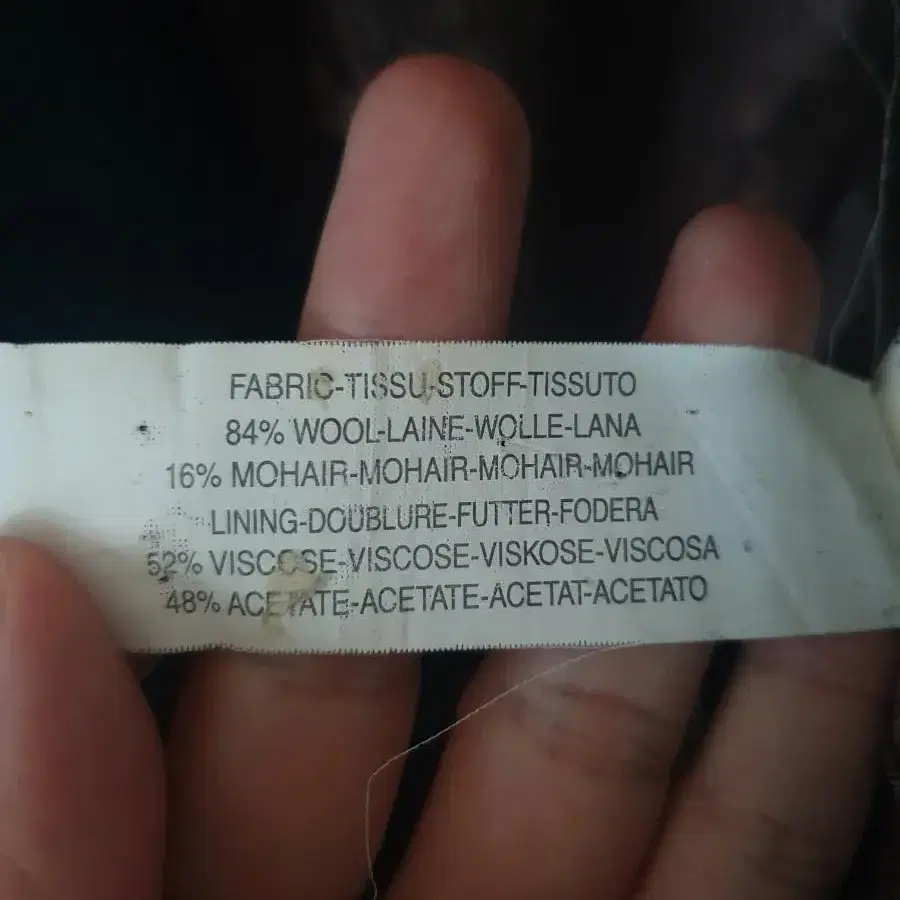 FABRIC-TISSU-STOFF-TISSUTO
84% WOOL-LAINE-WOLLE-LANA
16% MOHAIR-MOHAIR-MOHAIR-MOHAIR
LINING-DOUBLURE-FUTTER-FODERA
52% VISCOSE-VISCOSE-VISKOSE-VISCOSA
48% ACETATE-ACETATE-ACETAT-ACETATO